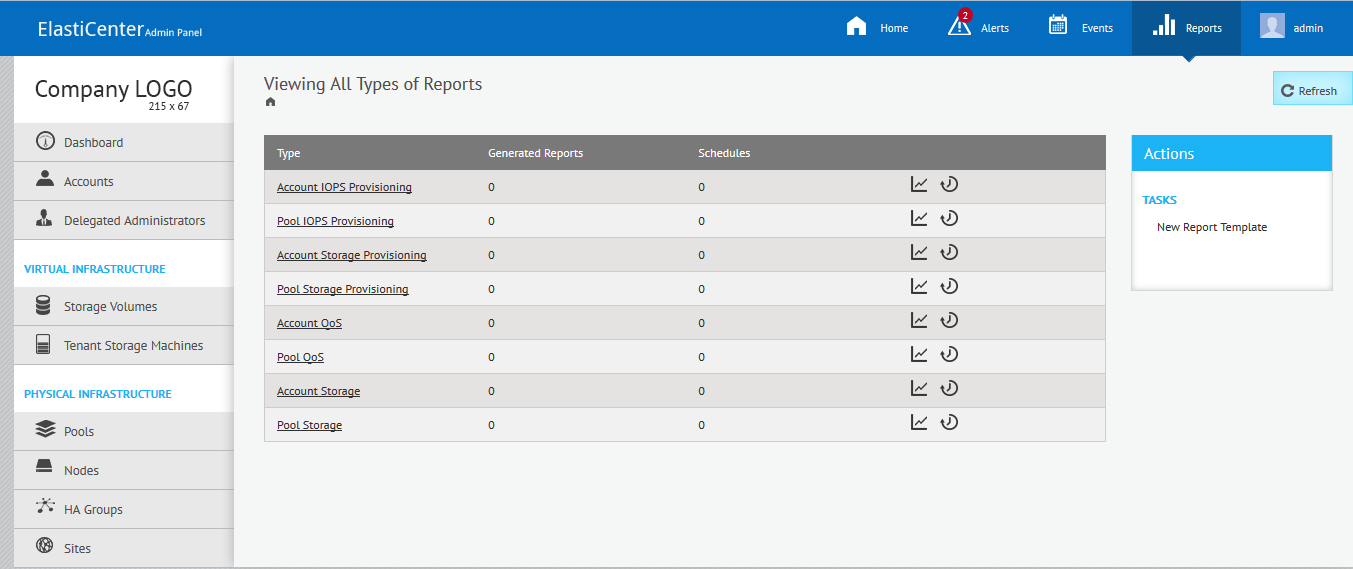 ElastiCenter Admin Panel
Home
2
Alerts
Events
Reports
admin
Company LOGO
215 x 67
Dashboard
Accounts
Delegated Administrators
VIRTUAL INFRASTRUCTURE
Storage Volumes
Tenant Storage Machines
PHYSICAL INFRASTRUCTURE
Pools
Nodes
HA Groups
Sites
Viewing All Types of Reports
Refresh
Type Generated Reports Schedules
Account IOPS Provisioning 0 0
Pool IOPS Provisioning 0 0
Account Storage Provisioning 0 0
Pool Storage Provisioning 0 0
Account QoS 0 0
Pool QoS 0 0
Account Storage 0 0
Pool Storage 0 0
Actions
TASKS
New Report Template